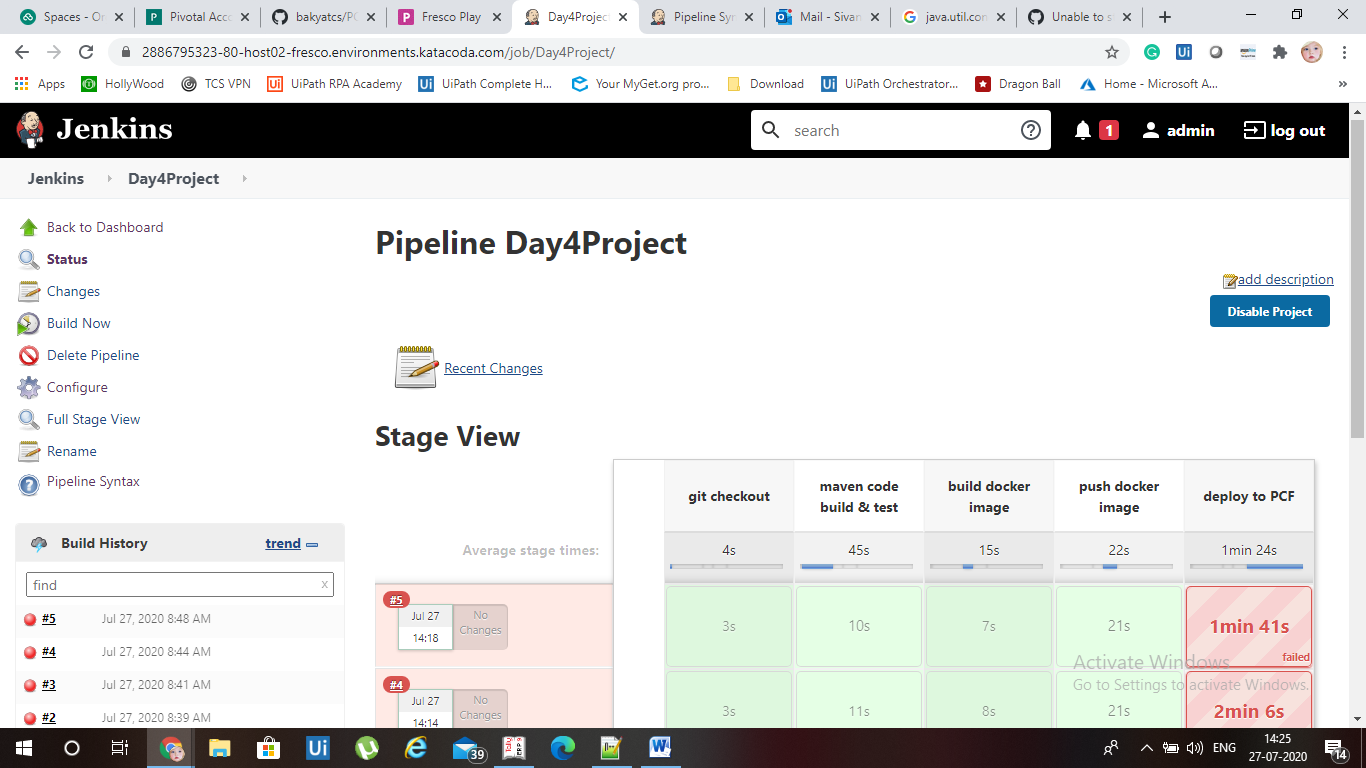 Spaces - Or
Pivotal Acco
bakyatcs/PC
Fresco Play
Day4Project
Pipeline Syn
Mail - Sivan
java.util.con
Unable to s
2886795323-80-host02-fresco.environments.katacoda.com/job/Day4Project/
Apps
HollyWood
TCS VPN
UiPath RPA Academy
UiPath Complete H...
Your MyGet.org pro...
Download
UiPath Orchestrator...
Dragon Ball
Home - Microsoft A...
Jenkins
search
1
admin
log out
Jenkins
Day4Project
Back to Dashboard
Status
Changes
Build Now
Delete Pipeline
Configure
Full Stage View
Rename
Pipeline Syntax
Build History
trend
find
x
#5
Jul 27, 2020 8:48 AM
#4
Jul 27, 2020 8:44 AM
#3
Jul 27, 2020 8:41 AM
#2
Jul 27, 2020 8:39 AM
Pipeline Day4Project
add description
Disable Project
Recent Changes
Stage View
git checkout
maven code
build & test
build docker
image
push docker
image
deploy to PCF
Average stage times:
4s
45s
15s
22s
1min 24s
#5
Jul 27
14:18
No
Changes
3s
10s
7s
21s
1min 41s
failed
#4
Jul 27
14:14
No
Changes
3s
11s
8s
21s
2min 6s
Activate Windows
Go to Settings to activate Windows.
39
ENG
14:25
27-07-2020
14